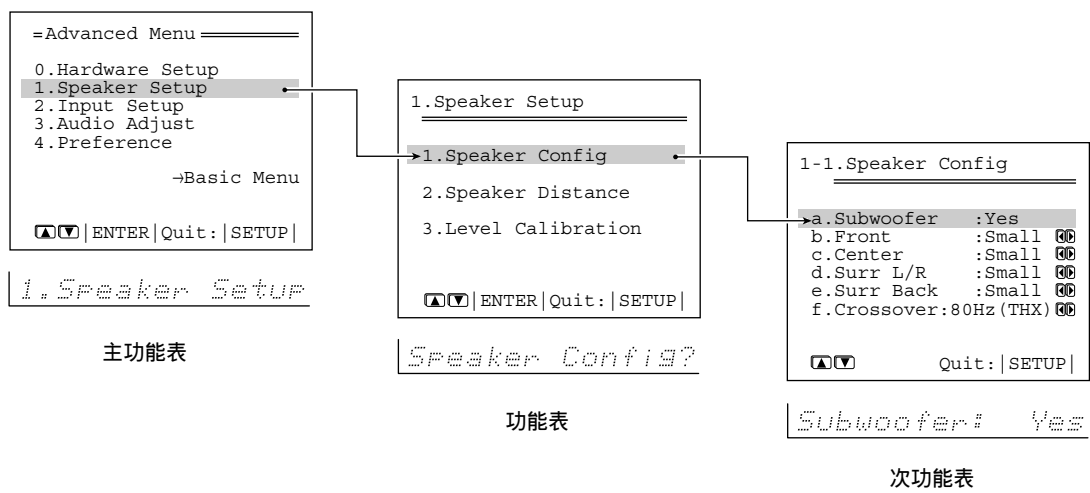 =Advanced Menu
0.Hardware Setup
1.Speaker Setup
2.Input Setup
3.Audio Adjust
4.Preference
→Basic Menu
▲▼|ENTER|Quit:|SETUP|
1.Speaker Setup
主功能表
1.Speaker Setup
1.Speaker Config
2.Speaker Distance
3.Level Calibration
▲▼|ENTER|Quit:|SETUP|
Speaker Config?
功能表
1-1.Speaker Config
a.Subwoofer :Yes
b.Front :Small ◀▶
c.Center :Small ◀▶
d.Surr L/R :Small ◀▶
e.Surr Back :Small ◀▶
f.Crossover:80Hz(THX) ◀▶
▲▼ Quit:|SETUP|
Subwoofer: Yes
次功能表